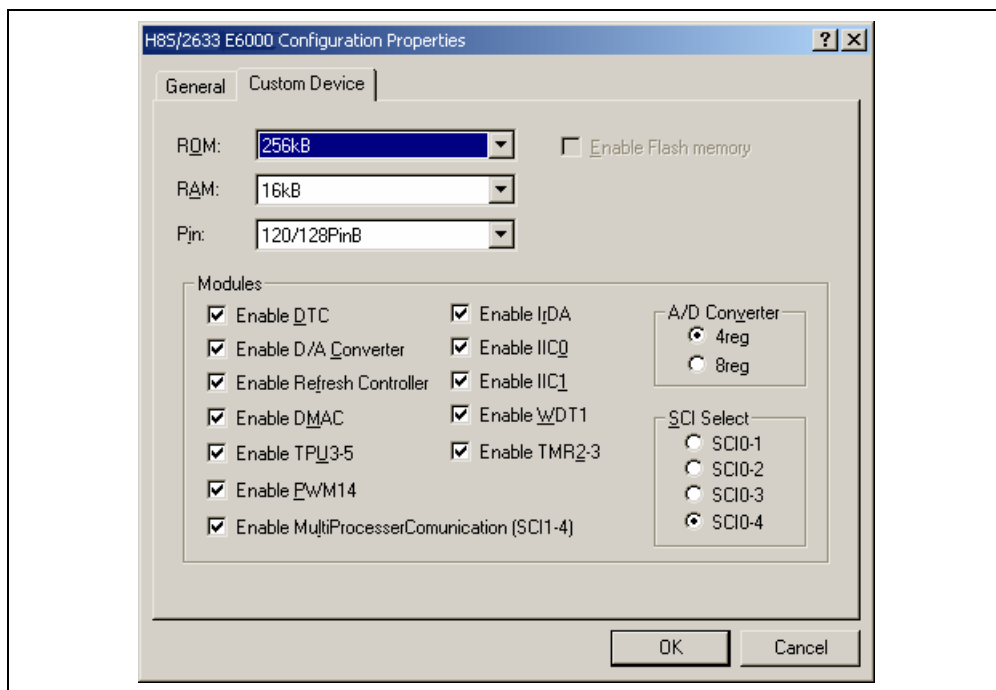 H8S/2633 E6000 Configuration Properties
General
Custom Device
ROM:
256kB
Enable Flash memory
RAM:
16kB
Pin:
120/128PinB
Modules
Enable DTC
Enable D/A Converter
Enable Refresh Controller
Enable DMAC
Enable TPU3-5
Enable PWM14
Enable MultiProcesserComunication (SCI1-4)
Enable IrDA
Enable IIC0
Enable IIC1
Enable WDT1
Enable TMR2-3
A/D Converter
4reg
8reg
SCI Select
SCI0-1
SCI0-2
SCI0-3
SCI0-4
OK
Cancel